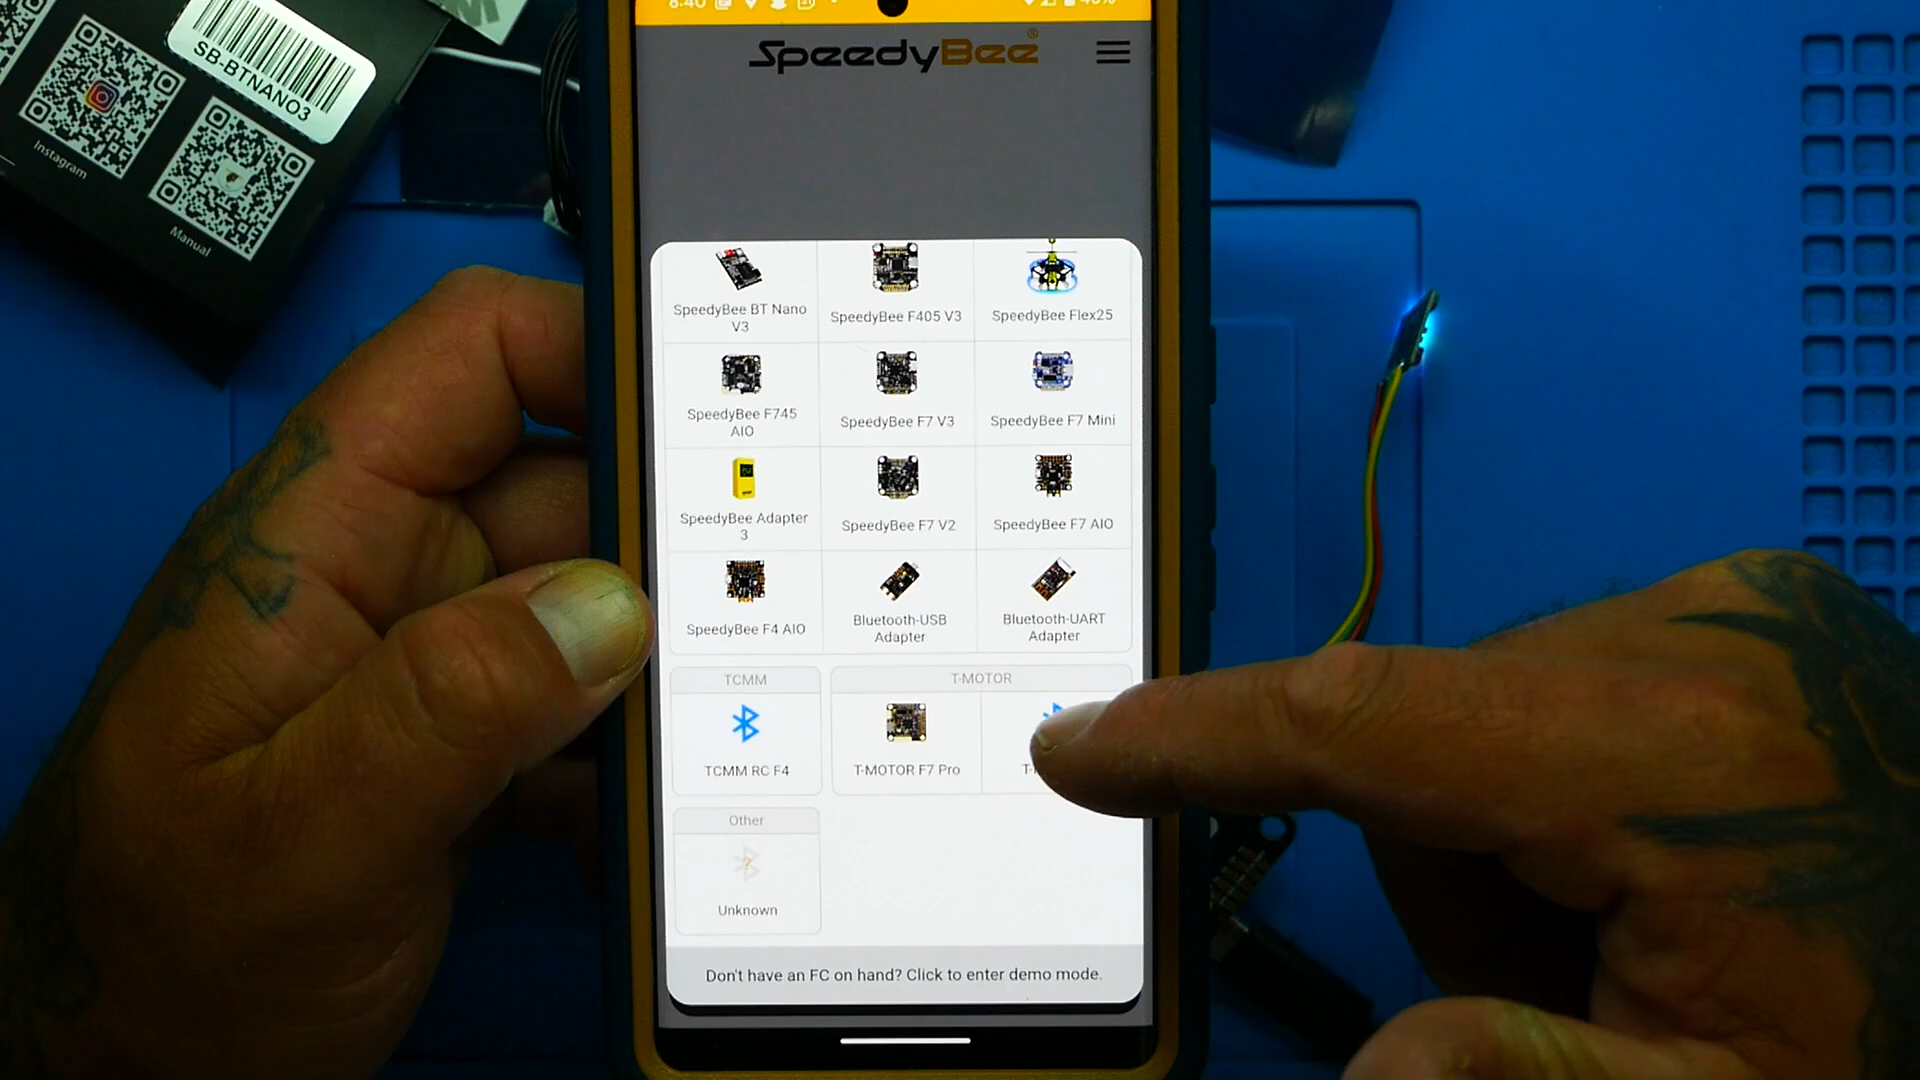 SB-BTNANO3
Instagram
Manual
8:40
SpeedyBee®
SpeedyBee BT Nano
V3
SpeedyBee F405 V3
SpeedyBee Flex25
SpeedyBee F745
AIO
SpeedyBee F7 V3
SpeedyBee F7 Mini
SpeedyBee Adapter
3
SpeedyBee F7 V2
SpeedyBee F7 AIO
SpeedyBee F4 AIO
Bluetooth-USB
Adapter
Bluetooth-UART
Adapter
TCMM
T-MOTOR
TCMM RC F4
T-MOTOR F7 Pro
Other
Unknown
Don't have an FC on hand? Click to enter demo mode.